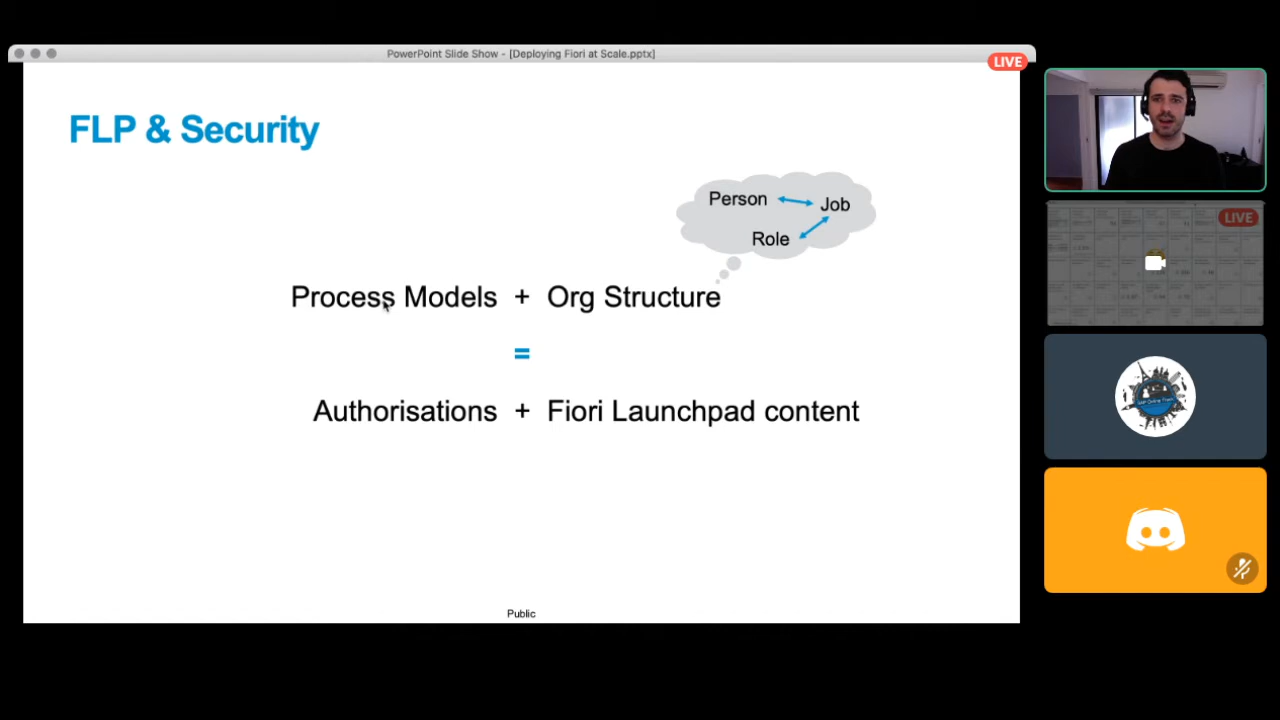 PowerPoint Slide Show - [Deploying Fiori at Scale.pptx]
LIVE
FLP & Security
Person
Job
Role
Process Models + Org Structure
=
Authorisations + Fiori Launchpad content
Public
LIVE